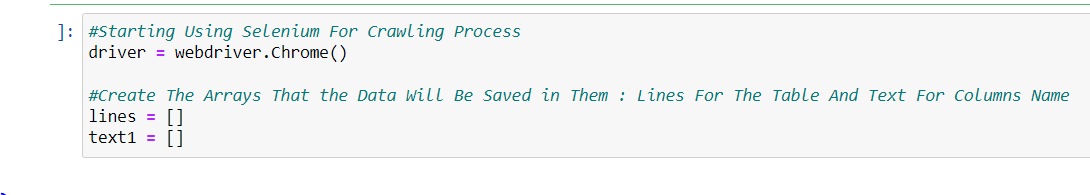 ]: #Starting Using Selenium For Crawling Process
driver = webdriver.Chrome()
#Create The Arrays That the Data Will Be Saved in Them : Lines For The Table And Text For Columns Name
lines = []
text1 = []